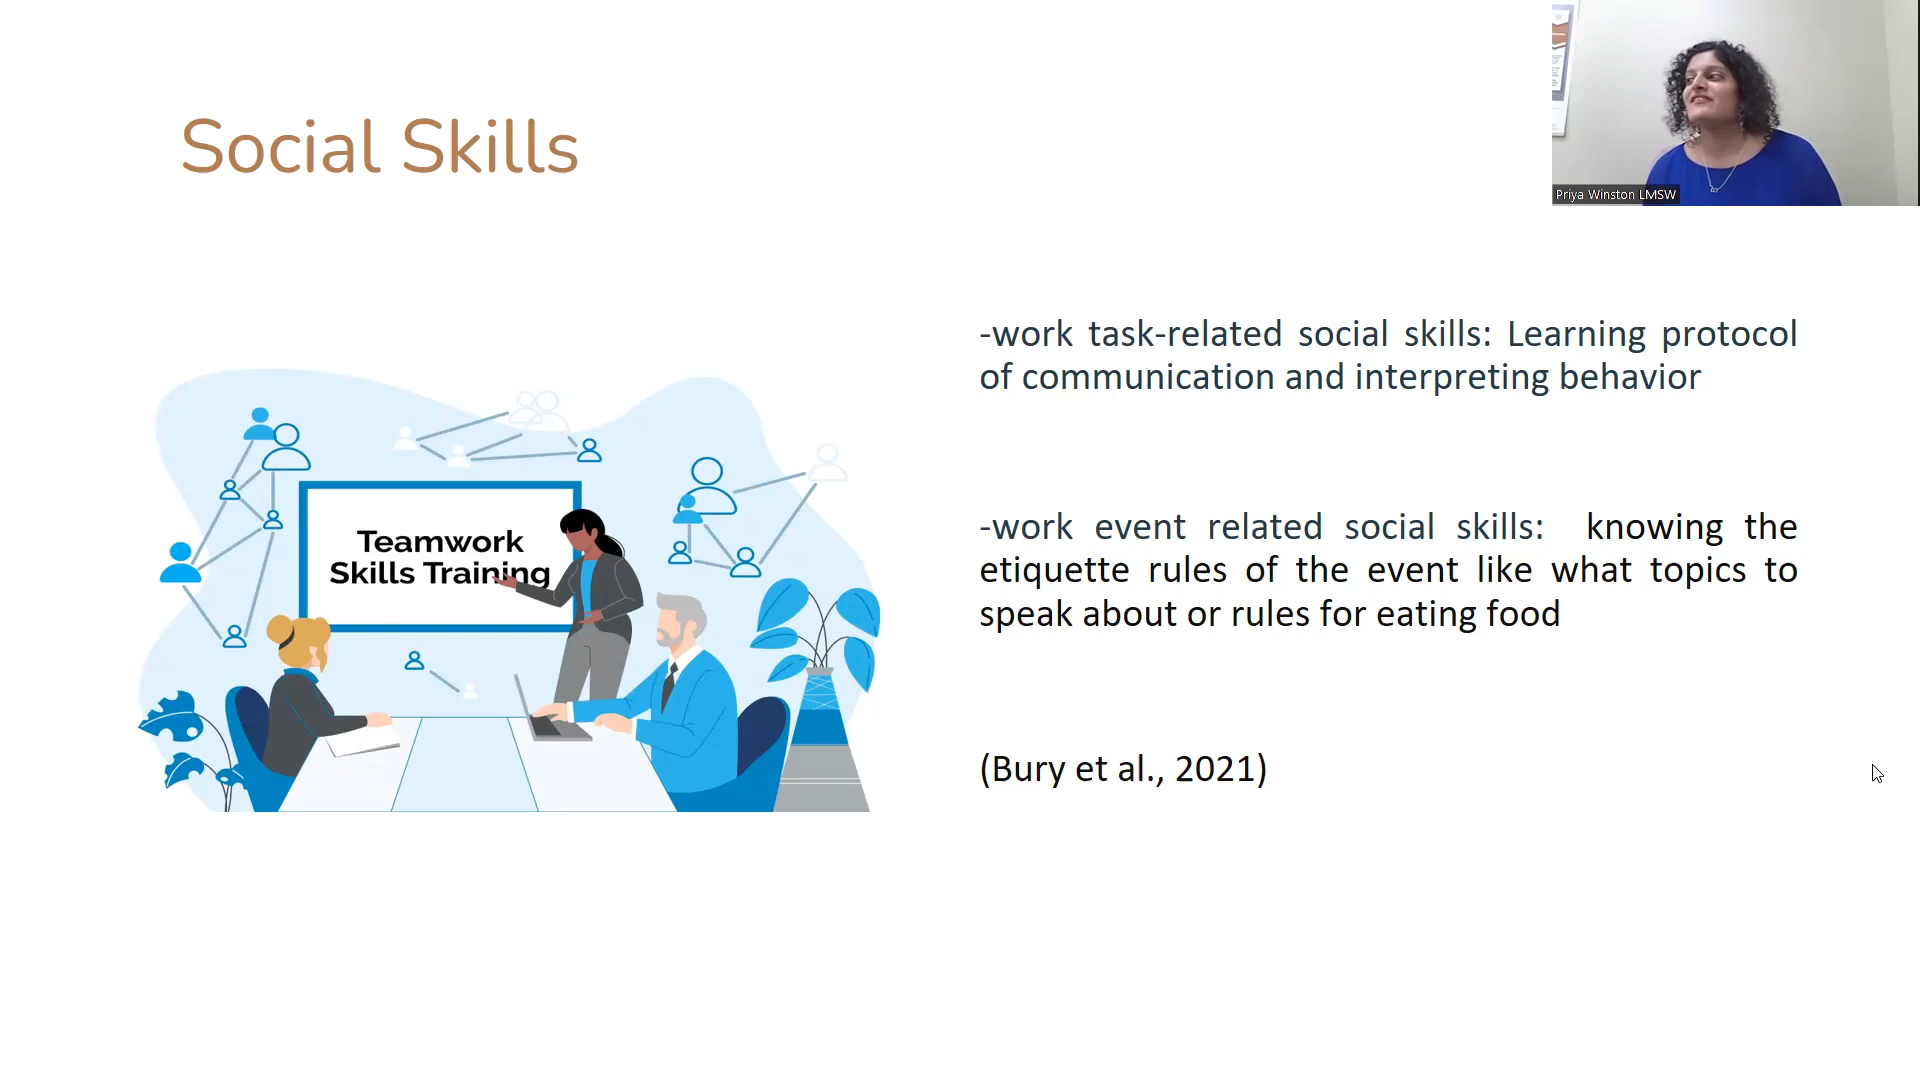 Social Skills
Priya Winston LMSW
-work task-related social skills: Learning protocol
of communication and interpreting behavior
Teamwork
Skills Training
-work event related social skills: knowing the
etiquette rules of the event like what topics to
speak about or rules for eating food
(Bury et al., 2021)